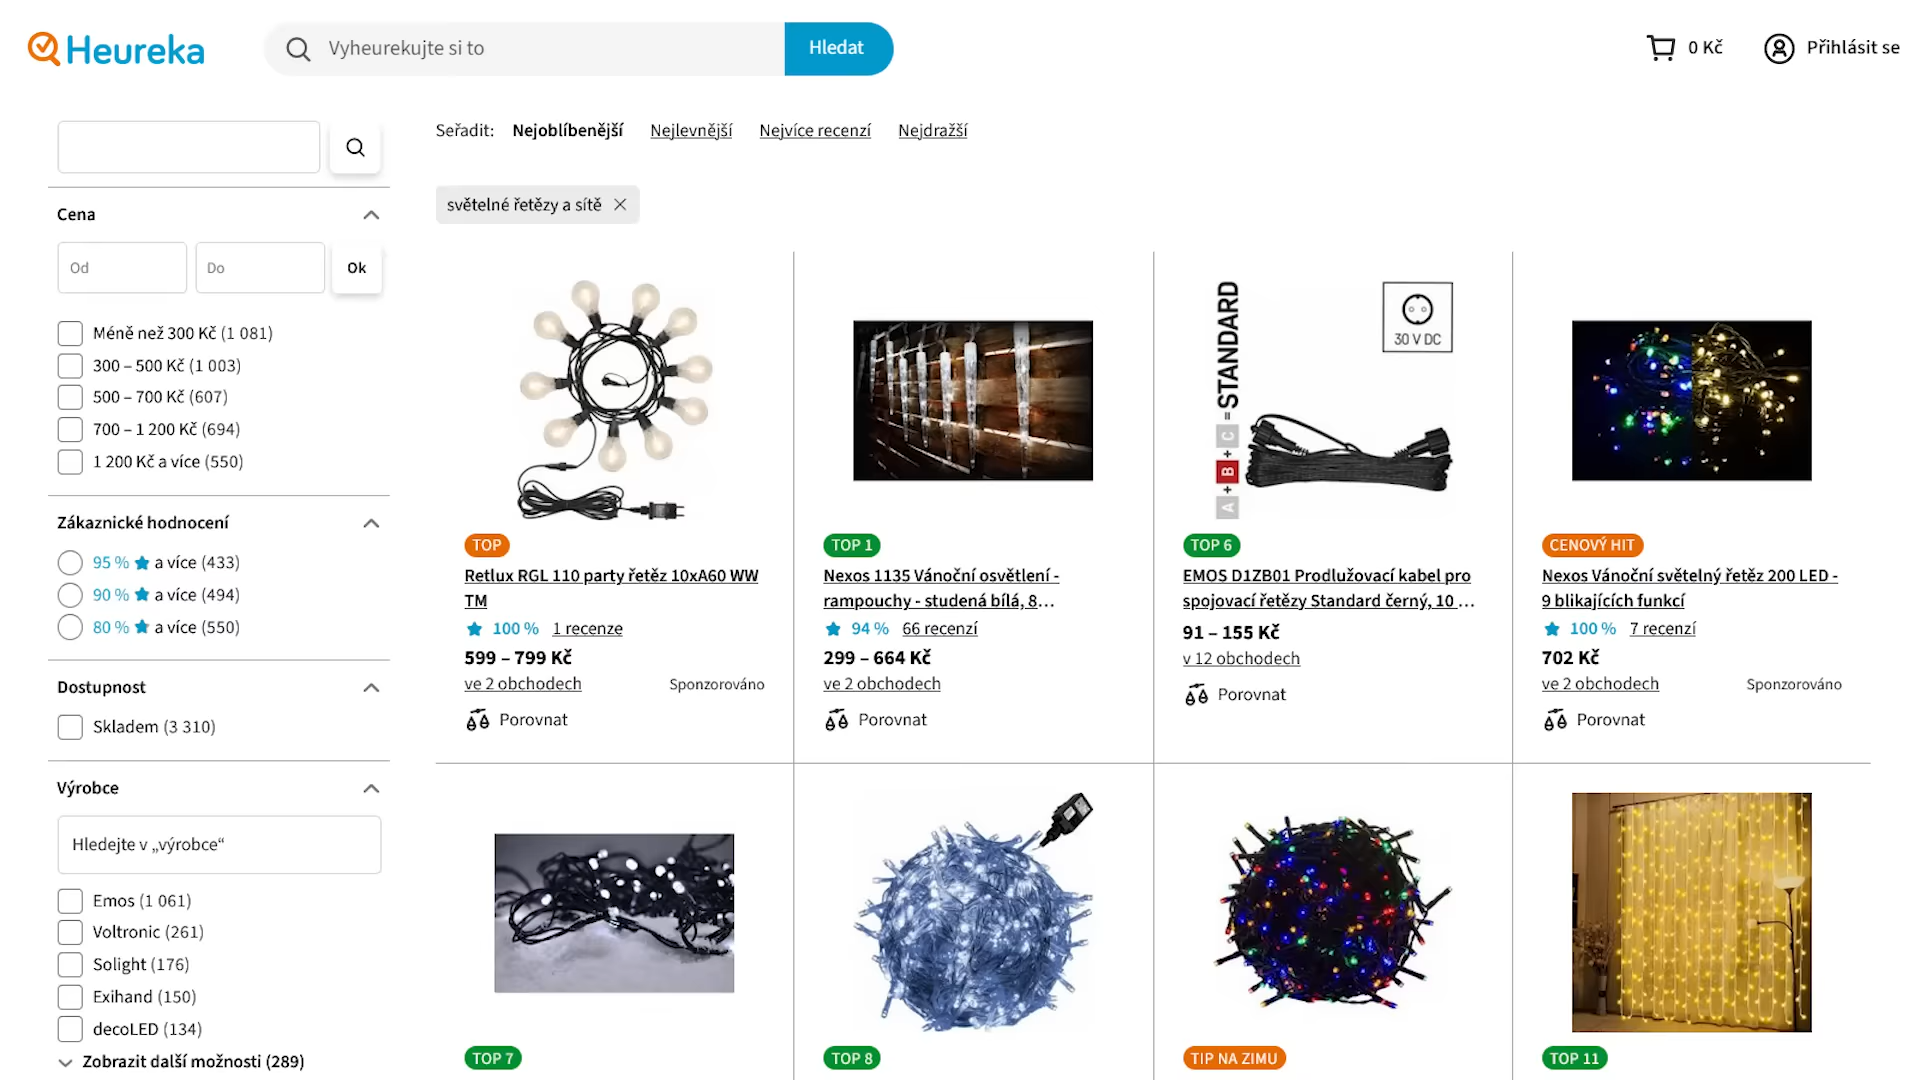 Heureka
Vyheurekujte si to
Hledat
0 Kč
Přihlásit se
Cena
Od
Do
Ok
Méně než 300 Kč (1 081)
300 – 500 Kč (1 003)
500 – 700 Kč (607)
700 – 1 200 Kč (694)
1 200 Kč a více (550)
Zákaznické hodnocení
95 % a více (433)
90 % a více (494)
80 % a více (550)
Dostupnost
Skladem (3 310)
Výrobce
Hledejte v „výrobce“
Emos (1 061)
Voltronic (261)
Solight (176)
Exihand (150)
decoLED (134)
Zobrazit další možnosti (289)
Seřadit: Nejoblíbenější Nejlevnější Nejvíce recenzí Nejdražší
světelné řetězy a sítě
TOP
Retlux RGL 110 party řetěz 10xA60 WW
TM
100 % 1 recenze
599 – 799 Kč
ve 2 obchodech
Sponzorováno
Porovnat
TOP 1
Nexos 1135 Vánoční osvětlení -
rampouchy - studená bílá, 8…
94 % 66 recenzí
299 – 664 Kč
ve 2 obchodech
Porovnat
A + B + C = STANDARD
30 V DC
TOP 6
EMOS D1ZB01 Prodlužovací kabel pro
spojovací řetězy Standard černý, 10 …
91 – 155 Kč
v 12 obchodech
Porovnat
CENOVÝ HIT
Nexos Vánoční světelný řetěz 200 LED -
9 blikajících funkcí
100 % 7 recenzí
702 Kč
ve 2 obchodech
Sponzorováno
Porovnat
TOP 7
TOP 8
TIP NA ZIMU
TOP 11